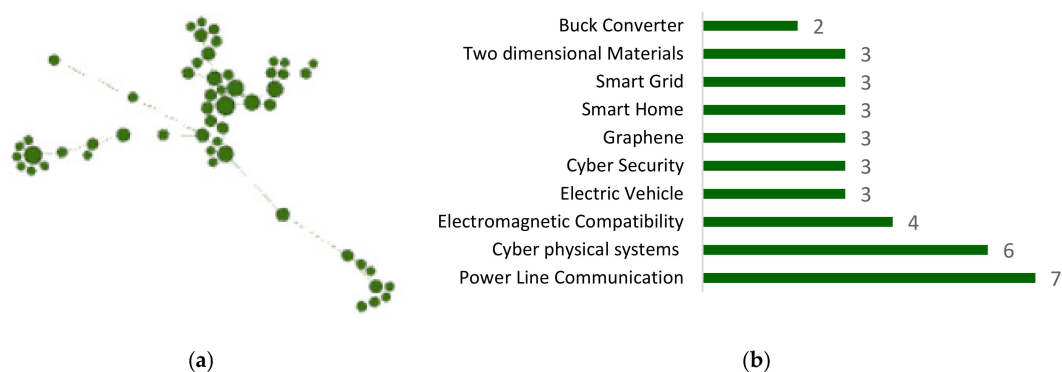 Buck Converter 2
Two dimensional Materials 3
Smart Grid 3
Smart Home 3
Graphene 3
Cyber Security 3
Electric Vehicle 3
Electromagnetic Compatibility 4
Cyber physical systems 6
Power Line Communication 7
(a) (b)